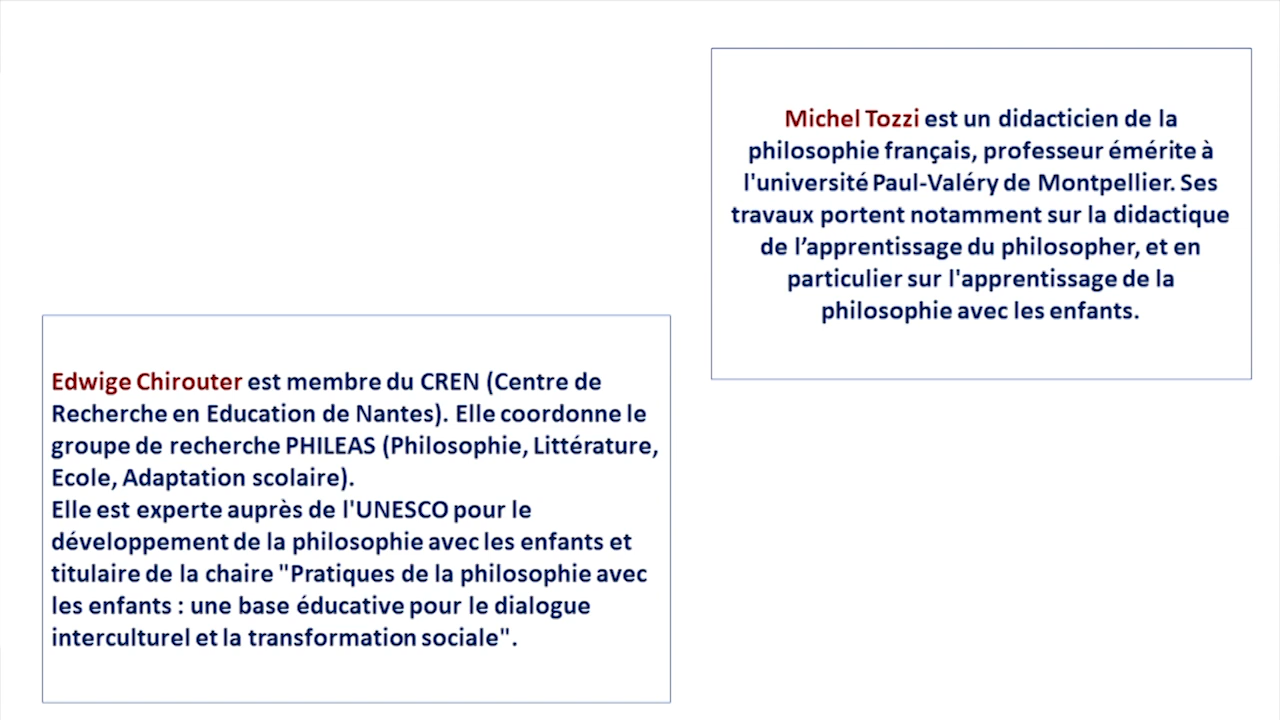 Michel Tozzi est un didacticien de la
philosophie français, professeur émérite à
l'université Paul-Valéry de Montpellier. Ses
travaux portent notamment sur la didactique
de l’apprentissage du philosopher, et en
particulier sur l'apprentissage de la
philosophie avec les enfants.
Edwige Chirouter est membre du CREN (Centre de
Recherche en Education de Nantes). Elle coordonne le
groupe de recherche PHILEAS (Philosophie, Littérature,
Ecole, Adaptation scolaire).
Elle est experte auprès de l'UNESCO pour le
développement de la philosophie avec les enfants et
titulaire de la chaire "Pratiques de la philosophie avec
les enfants : une base éducative pour le dialogue
interculturel et la transformation sociale".